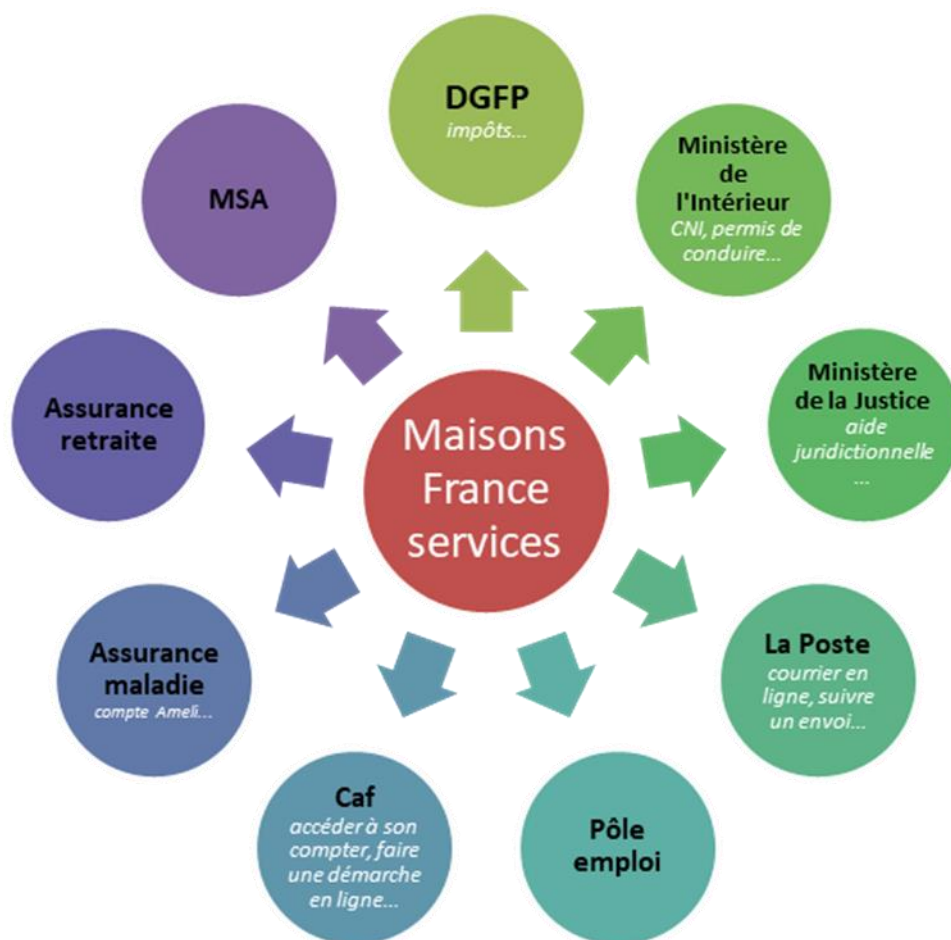 DGFP
impôts...
Ministère
de
l'Intérieur
CNI, permis de
conduire...
Ministère
de la Justice
aide
juridictionnelle
...
La Poste
courrier en
ligne, suivre
un envoi...
Pôle
emploi
Caf
accéder à son
compter, faire
une démarche
en ligne...
Assurance
maladie
compte Ameli...
Assurance
retraite
MSA
Maisons
France
services